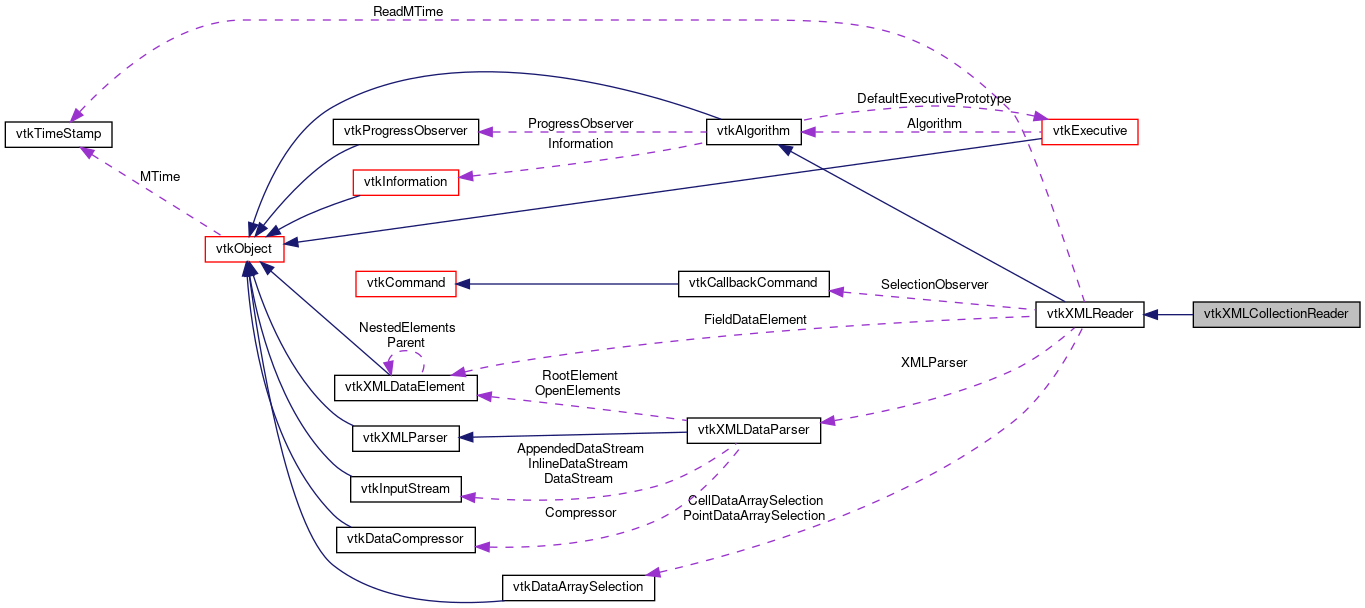 ReadMTime
DefaultExecutivePrototype
vtkTimeStamp
vtkProgressObserver
ProgressObserver
vtkAlgorithm
Algorithm
vtkExecutive
Information
MTime
vtkInformation
vtkObject
vtkCommand
vtkCallbackCommand
SelectionObserver
vtkXMLReader
vtkXMLCollectionReader
FieldDataElement
NestedElements
Parent
XMLParser
RootElement
OpenElements
vtkXMLDataElement
vtkXMLParser
vtkXMLDataParser
AppendedDataStream
InlineDataStream
DataStream
vtkInputStream
CellDataArraySelection
PointDataArraySelection
Compressor
vtkDataCompressor
vtkDataArraySelection